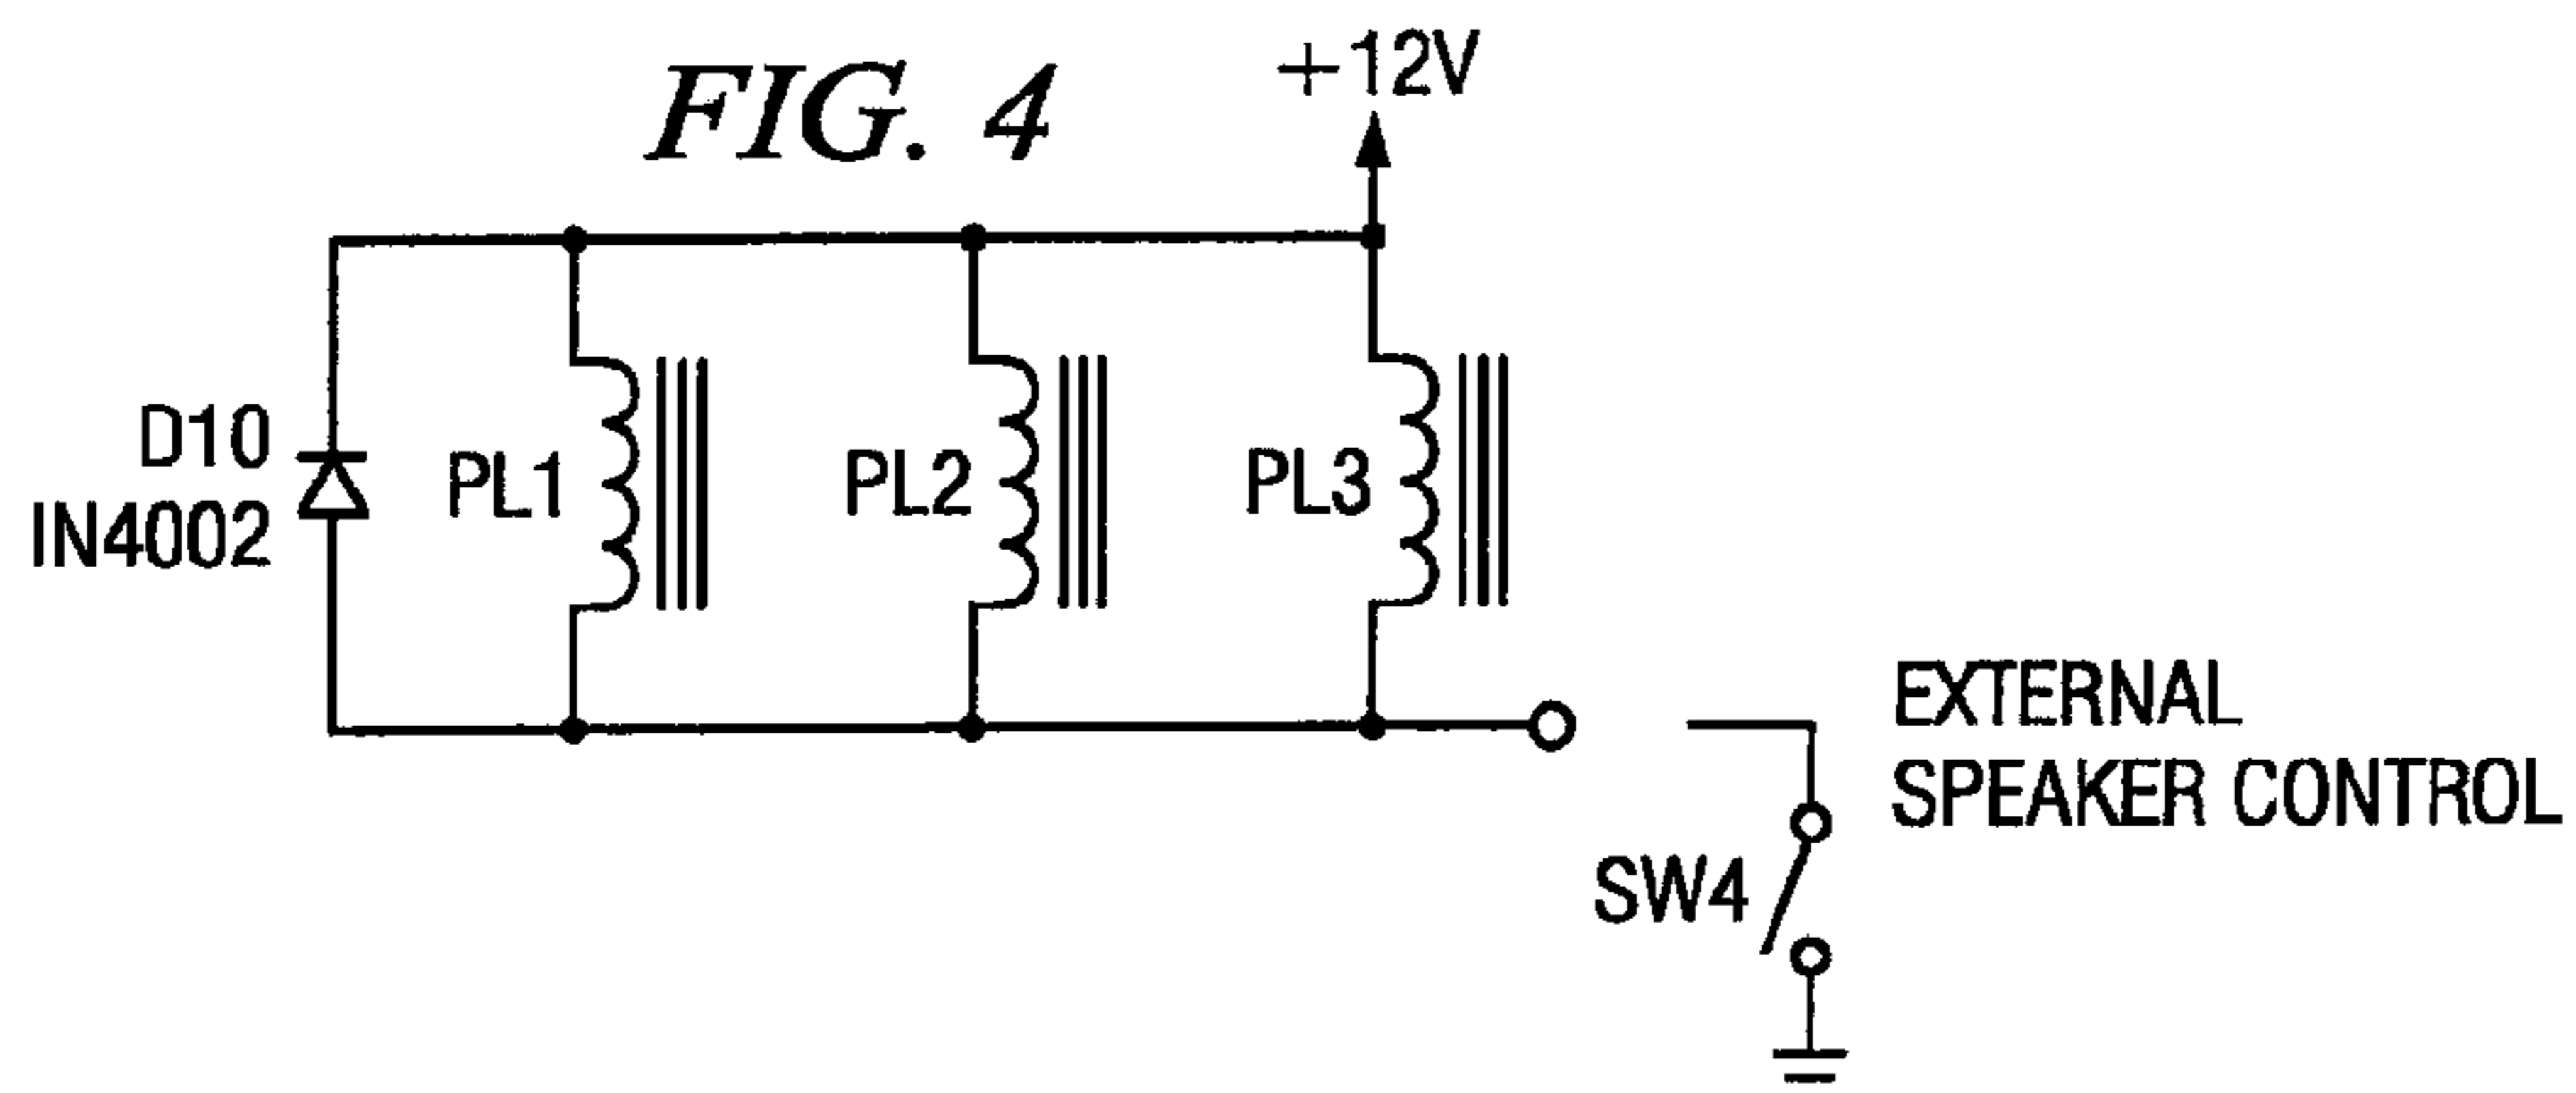 FIG. 4
+12V
D10
IN4002
PL1
PL2
PL3
EXTERNAL
SPEAKER CONTROL
SW4